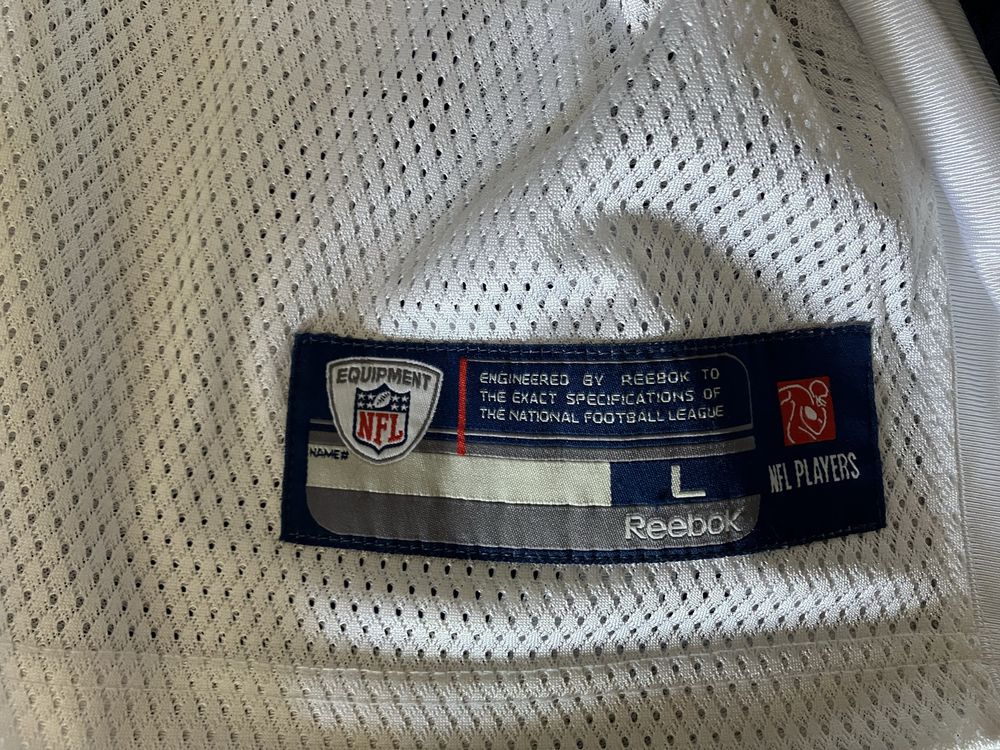 EQUIPMENT
NFL
ENGINEERED BY REEBOK TO
THE EXACT SPECIFICATIONS OF
THE NATIONAL FOOTBALL LEAGUE
NAME#
L
Reebok
NFL PLAYERS